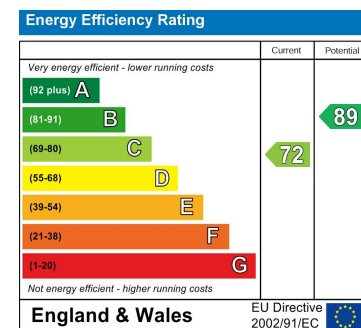 Energy Efficiency Rating
Current Potential
Very energy efficient - lower running costs
(92 plus) A
(81-91) B
(69-80) C
(55-68) D
(39-54) E
(21-38) F
(1-20) G
72
89
Not energy efficient - higher running costs
England & Wales
EU Directive
2002/91/EC